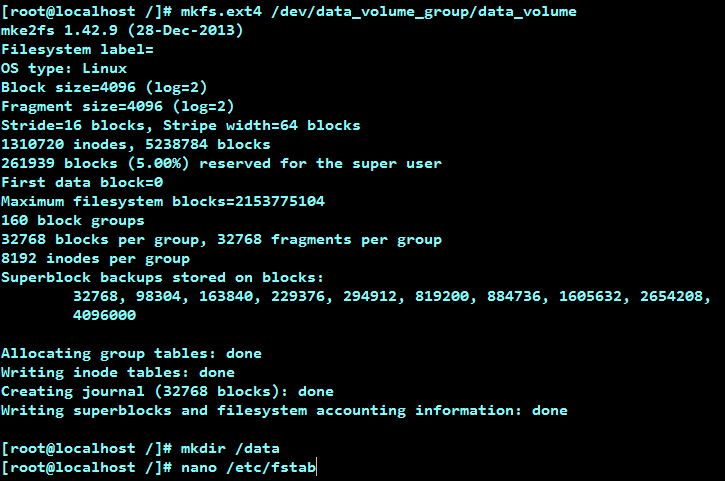 [root@localhost /]# mkfs.ext4 /dev/data_volume_group/data_volume
mke2fs 1.42.9 (28-Dec-2013)
Filesystem label=
OS type: Linux
Block size=4096 (log=2)
Fragment size=4096 (log=2)
Stride=16 blocks, Stripe width=64 blocks
1310720 inodes, 5238784 blocks
261939 blocks (5.00%) reserved for the super user
First data block=0
Maximum filesystem blocks=2153775104
160 block groups
32768 blocks per group, 32768 fragments per group
8192 inodes per group
Superblock backups stored on blocks:
32768, 98304, 163840, 229376, 294912, 819200, 884736, 1605632, 2654208,
4096000
Allocating group tables: done
Writing inode tables: done
Creating journal (32768 blocks): done
Writing superblocks and filesystem accounting information: done
[root@localhost /]# mkdir /data
[root@localhost /]# nano /etc/fstab